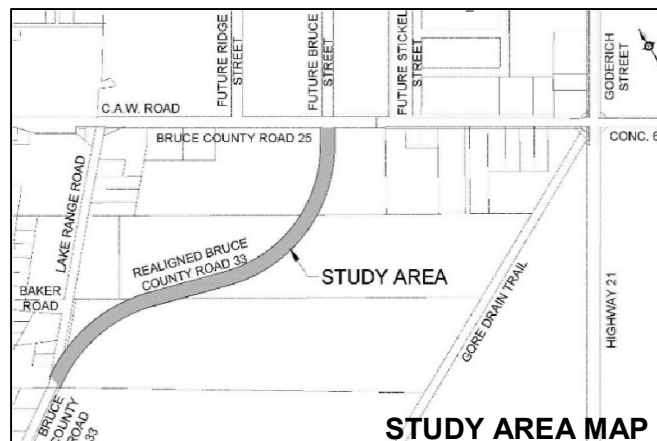 FUTURE RIDGE
STREET
FUTURE BRUCE
STREET
FUTURE STICKEL
STREET
GODERICH
STREET
C.A.W. ROAD
BRUCE COUNTY ROAD 25
CONC. 6
LAKE RANGE ROAD
REALIGNED BRUCE
COUNTY ROAD 33
STUDY AREA
BAKER
ROAD
GORE DRAIN TRAIL
HIGHWAY 21
BRUCE
COUNTY
ROAD
33
STUDY AREA MAP